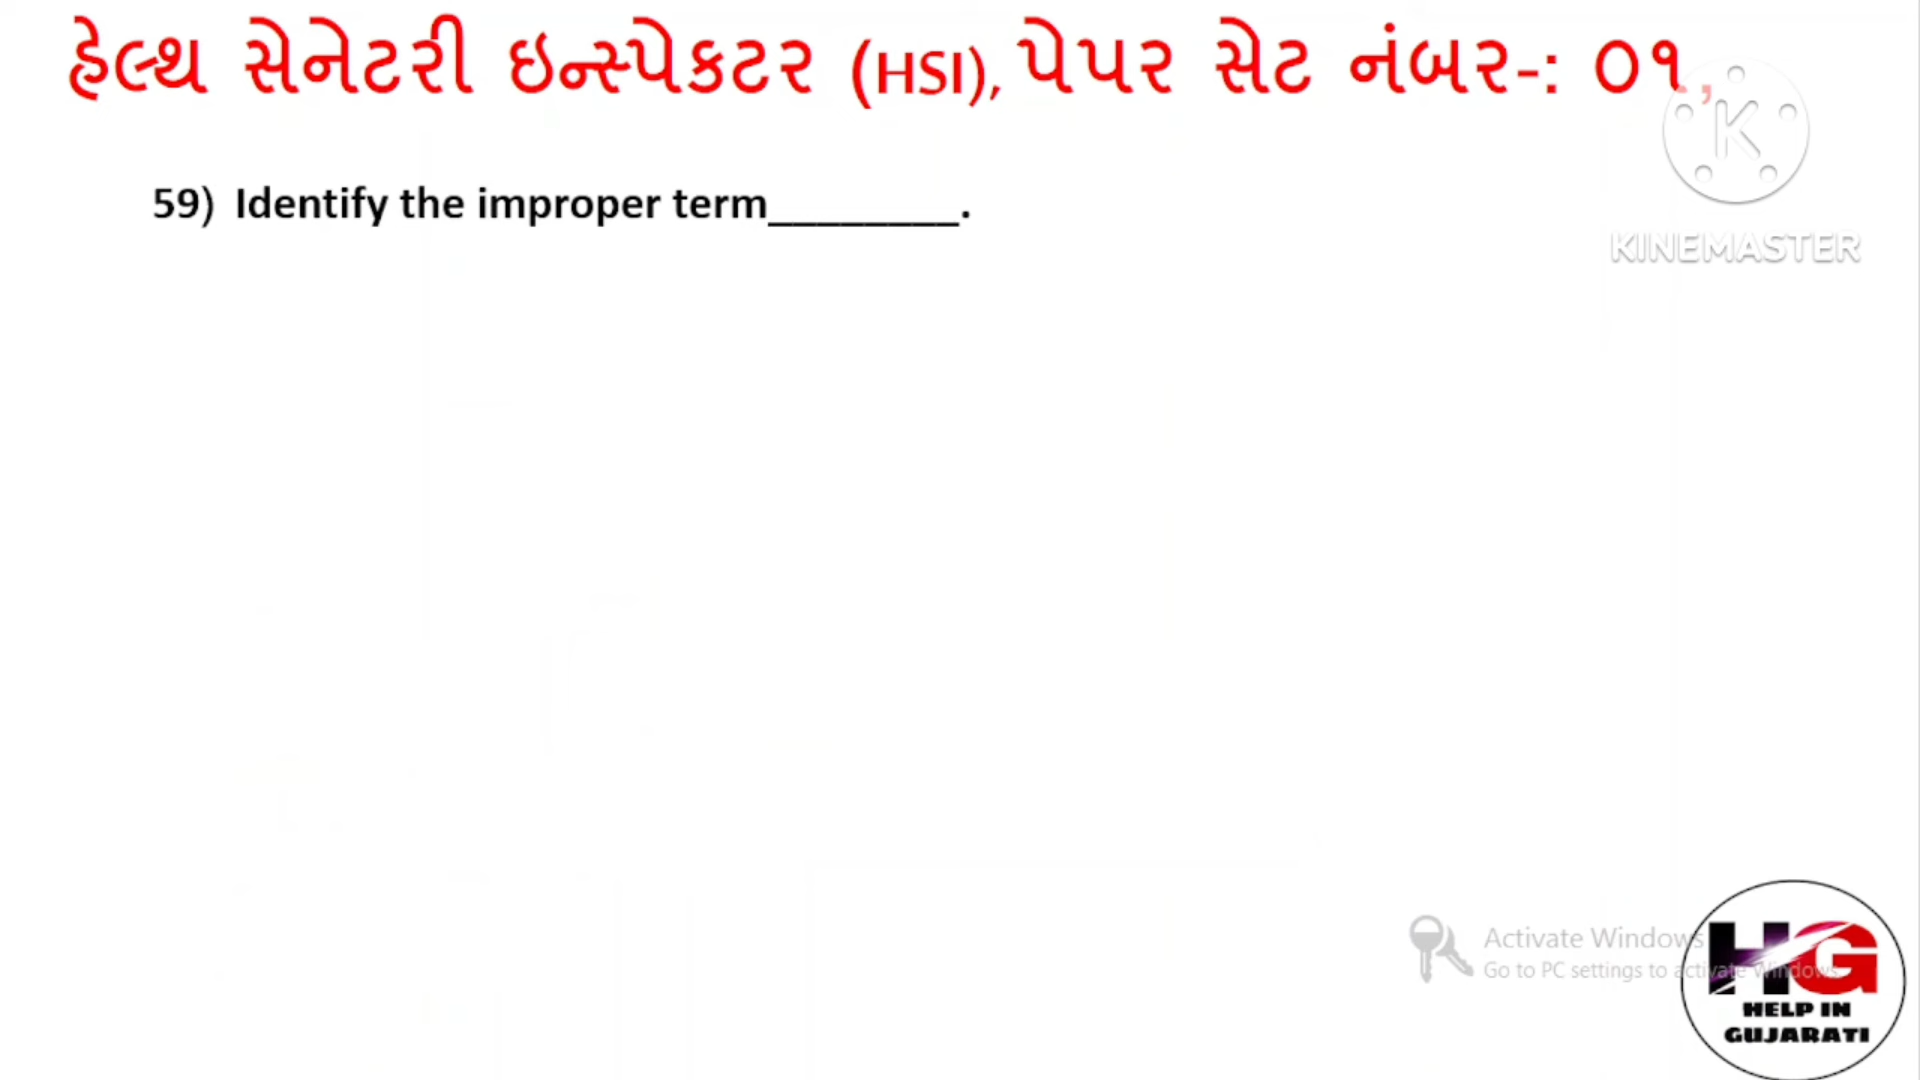 હેલ્થ સેનેટરી ઇન્સ્પેકટર (HSI), પેપર સેટ નંબર-: ૦૧,
59) Identify the improper term________.
KINEMASTER
Activate Windows
Go to PC settings to activate Windows.
HG
HELP IN
GUJARATI